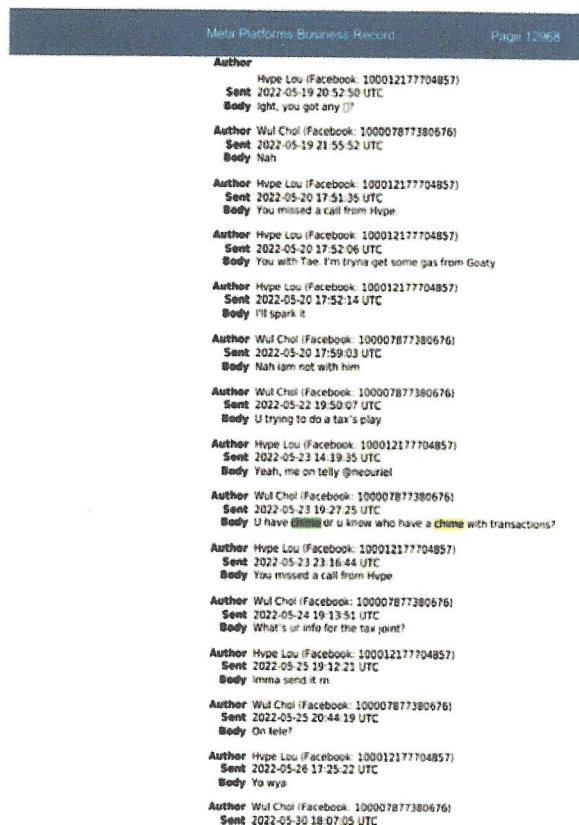 Meta Platforms Business Record Page 12968
Author
Hype Lou (Facebook: 100012177704857)
Sent 2022-05-19 20:52:50 UTC
Body Ight, you got any ▯?
Author Wul Chol (Facebook: 100007877380676)
Sent 2022-05-19 21:55:52 UTC
Body Nah
Author Hype Lou (Facebook: 100012177704857)
Sent 2022-05-20 17:51:35 UTC
Body You missed a call from Hype.
Author Hype Lou (Facebook: 100012177704857)
Sent 2022-05-20 17:52:06 UTC
Body You with Tae. I'm tryna get some gas from Goaty
Author Hype Lou (Facebook: 100012177704857)
Sent 2022-05-20 17:52:14 UTC
Body I'll spark it
Author Wul Chol (Facebook: 100007877380676)
Sent 2022-05-20 17:59:03 UTC
Body Nah iam not with him
Author Wul Chol (Facebook: 100007877380676)
Sent 2022-05-22 19:50:07 UTC
Body U trying to do a tax's play
Author Hype Lou (Facebook: 100012177704857)
Sent 2022-05-23 14:19:35 UTC
Body Yeah, me on telly @neouriel
Author Wul Chol (Facebook: 100007877380676)
Sent 2022-05-23 19:27:25 UTC
Body U have chime or u know who have a chime with transactions?
Author Hype Lou (Facebook: 100012177704857)
Sent 2022-05-23 23:16:44 UTC
Body You missed a call from Hype.
Author Wul Chol (Facebook: 100007877380676)
Sent 2022-05-24 19:13:51 UTC
Body What's ur info for the tax joint?
Author Hype Lou (Facebook: 100012177704857)
Sent 2022-05-25 19:12:21 UTC
Body Imma send it rn
Author Wul Chol (Facebook: 100007877380676)
Sent 2022-05-25 20:44:19 UTC
Body On tele?
Author Hype Lou (Facebook: 100012177704857)
Sent 2022-05-26 17:25:22 UTC
Body Yo wya
Author Wul Chol (Facebook: 100007877380676)
Sent 2022-05-30 18:07:05 UTC